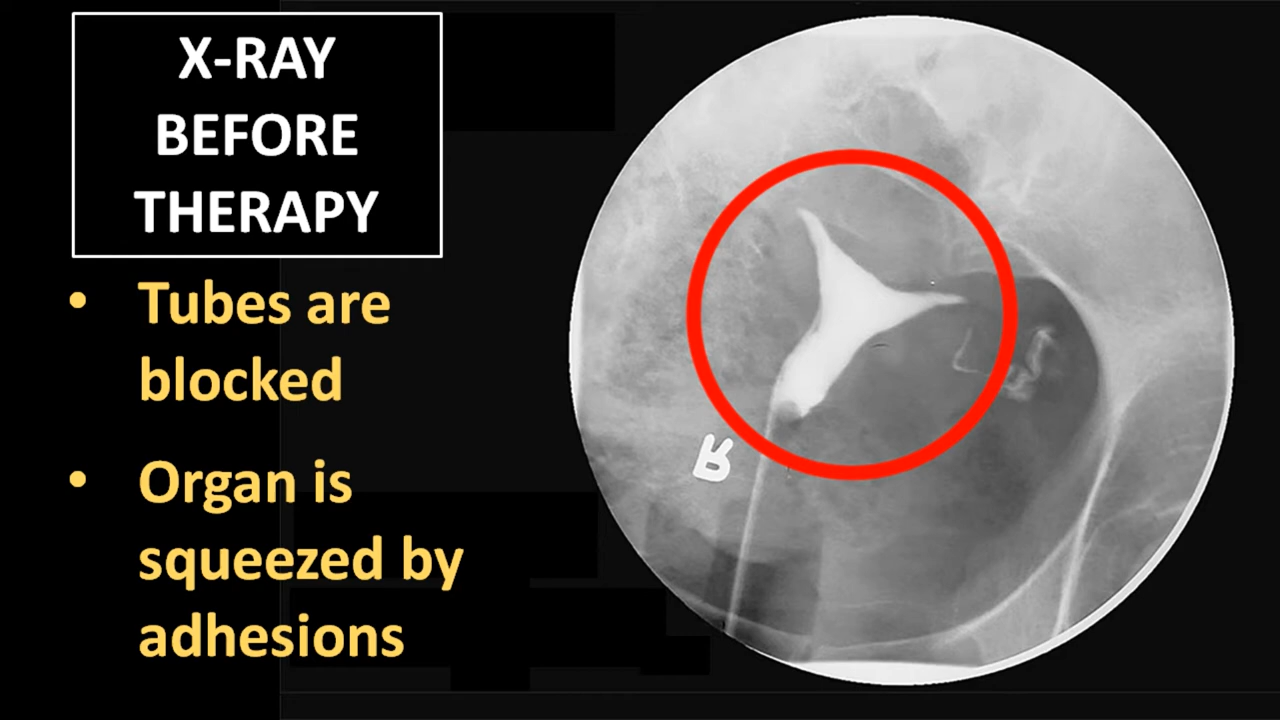 X-RAY
BEFORE
THERAPY
• Tubes are
blocked
• Organ is
squeezed by
adhesions
R